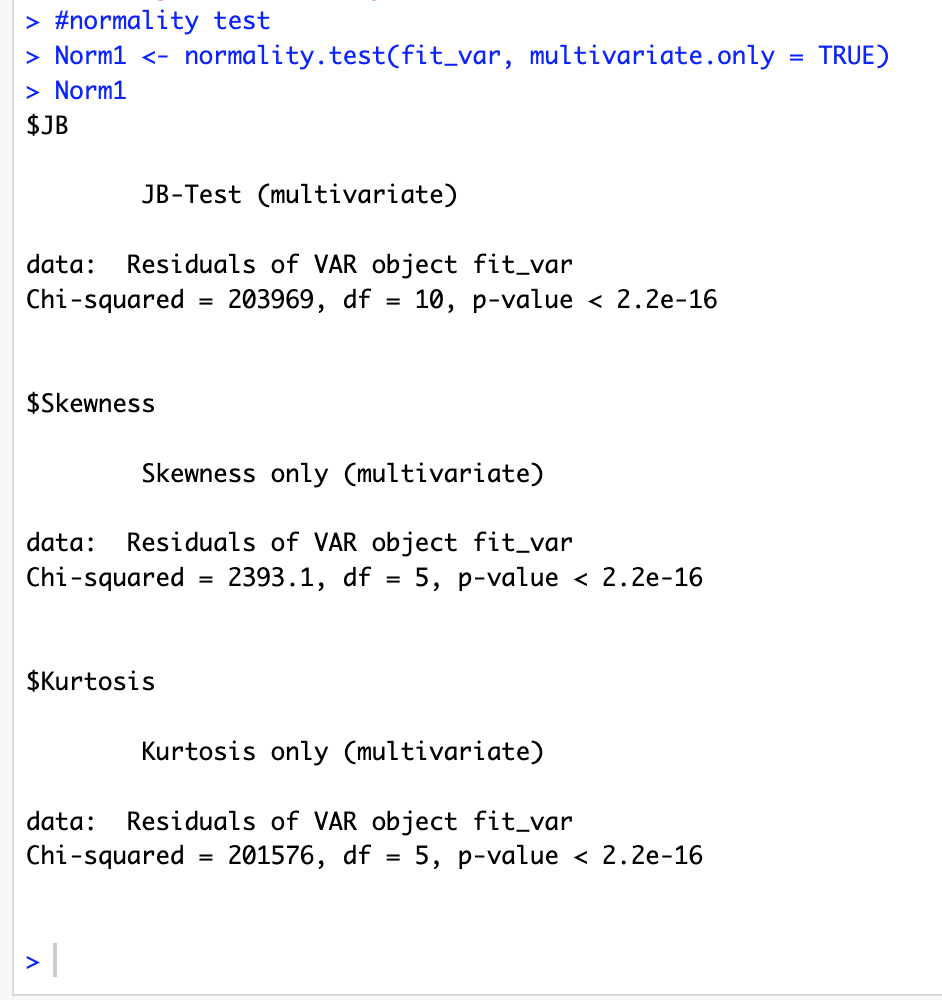 > #normality test
> Norm1 <- normality.test(fit_var, multivariate.only = TRUE)
> Norm1
$JB
JB-Test (multivariate)
data:  Residuals of VAR object fit_var
Chi-squared = 203969, df = 10, p-value < 2.2e-16
$Skewness
Skewness only (multivariate)
data:  Residuals of VAR object fit_var
Chi-squared = 2393.1, df = 5, p-value < 2.2e-16
$Kurtosis
Kurtosis only (multivariate)
data:  Residuals of VAR object fit_var
Chi-squared = 201576, df = 5, p-value < 2.2e-16
>